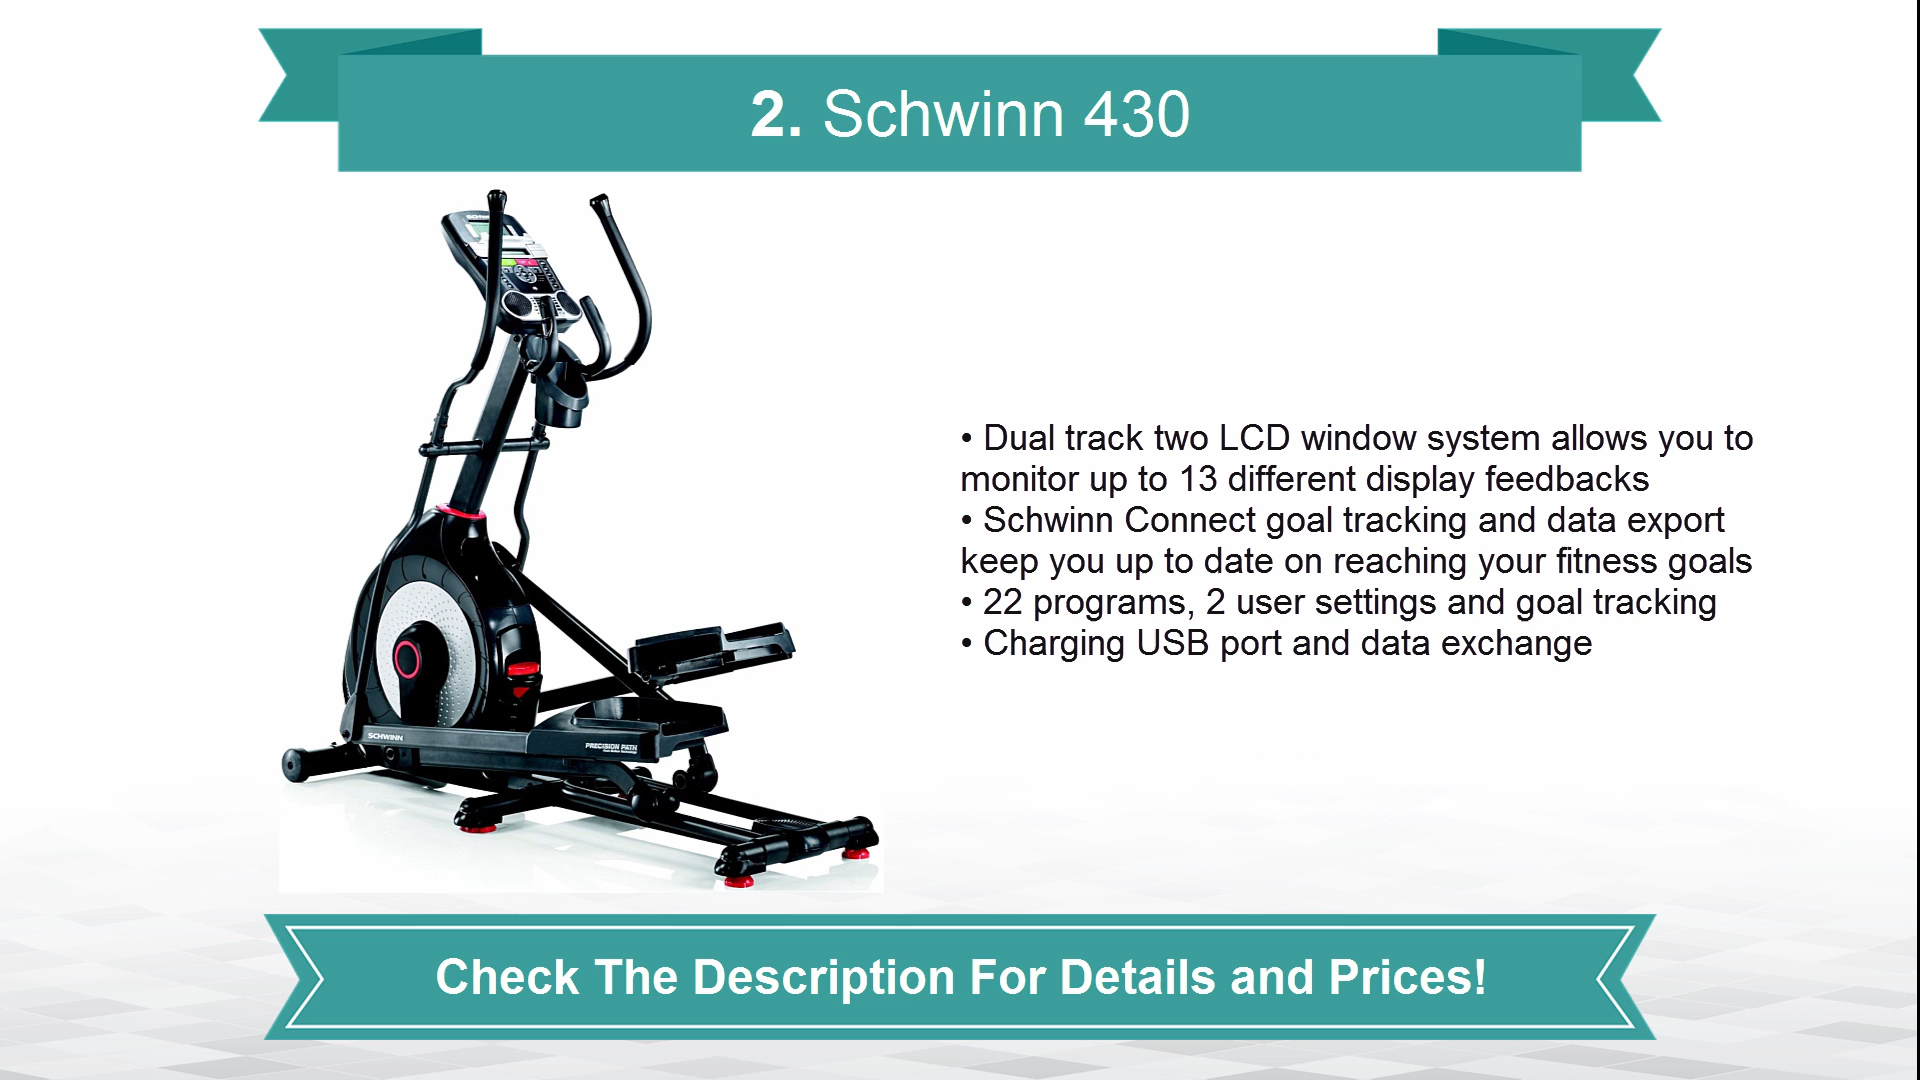 2. Schwinn 430
SCHWINN
• Dual track two LCD window system allows you to
monitor up to 13 different display feedbacks
• Schwinn Connect goal tracking and data export
keep you up to date on reaching your fitness goals
• 22 programs, 2 user settings and goal tracking
• Charging USB port and data exchange
SCHWINN
PRECISION PATH
Check The Description For Details and Prices!